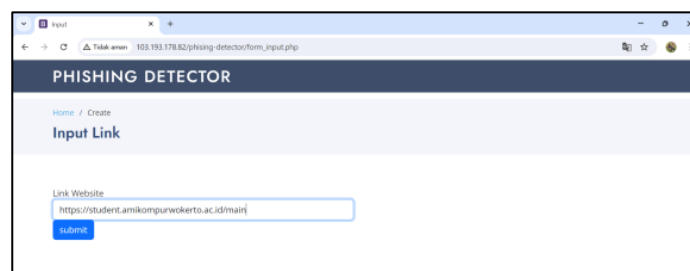 Input
Tidak aman 103.193.178.82/phising-detector/form_input.php
PHISHING DETECTOR
Home / Create
Input Link
Link Website
https://student.amikompurwokerto.ac.id/main
submit